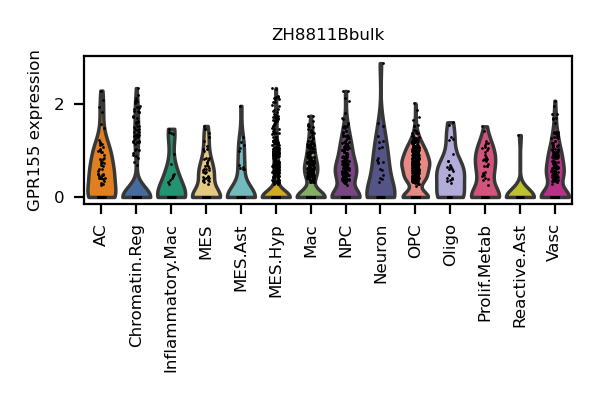 ZH8811Bbulk
GPR155 expression
2
0
AC
Chromatin.Reg
Inflammatory.Mac
MES
MES.Ast
MES.Hyp
Mac
NPC
Neuron
OPC
Oligo
Prolif.Metab
Reactive.Ast
Vasc